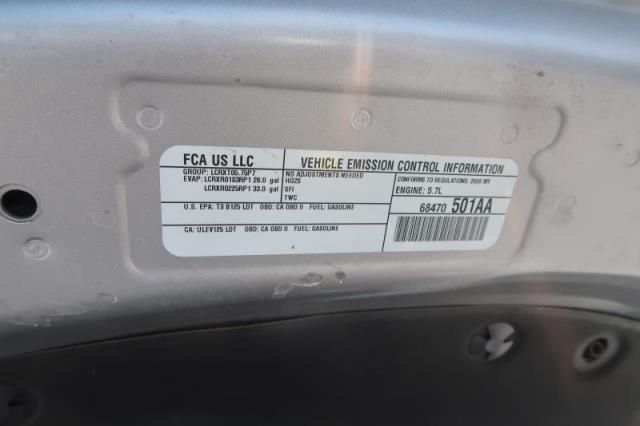 FCA US LLC
VEHICLE EMISSION CONTROL INFORMATION
GROUP: LCRXT05.75P7
EVAP: LCRXR0183RP1 26.0 gal
LCRXR0225RP1 33.0 gal
NO ADJUSTMENTS NEEDED
HO2S
SFI
TWC
CONFORMS TO REGULATIONS: 2020 MY
ENGINE: 5.7L
U.S. EPA: T3 B125 LDT OBD: CA OBD II FUEL: GASOLINE
68470 501AA
CA: ULEV125 LDT OBD: CA OBD II FUEL: GASOLINE